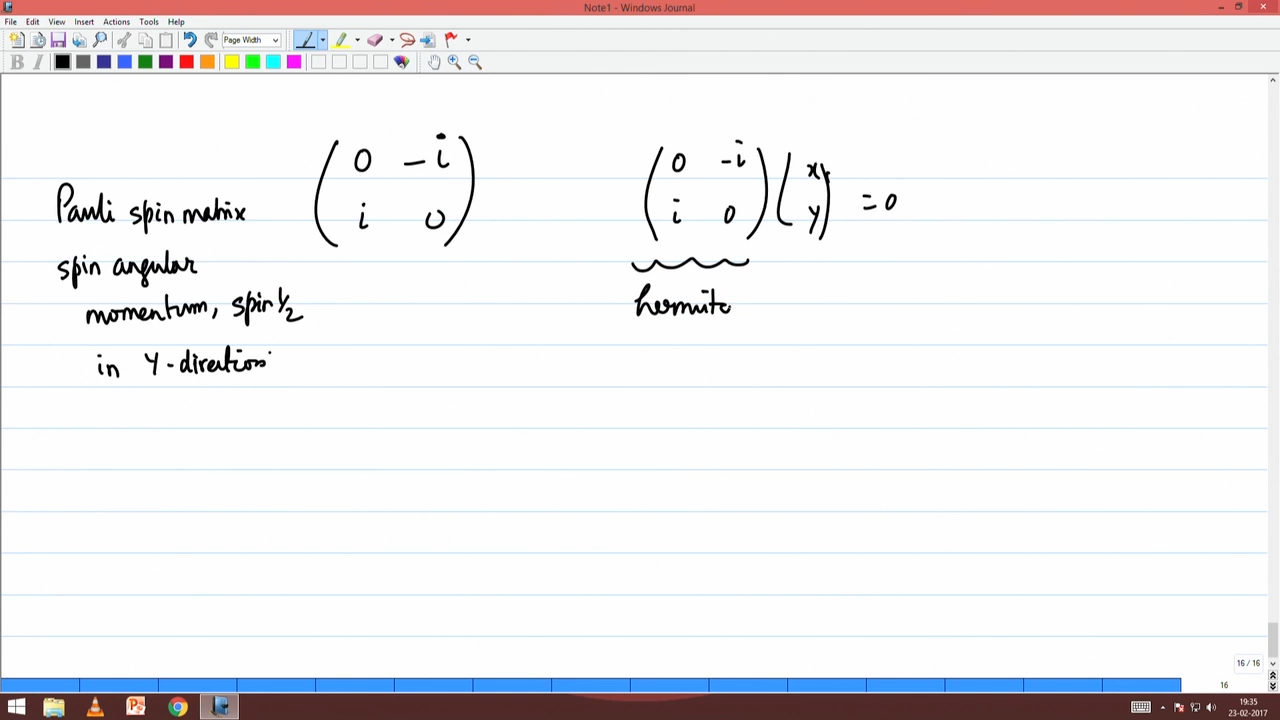 Note1 - Windows Journal
File Edit View Insert Actions Tools Help
Page Width
B I
( 0 -i )
( i 0 )
( 0 -i ) ( x ) = 0
( i 0 ) ( y )
Pauli spin matrix
spin angular
momentum, spin 1/2
in Y-direction
hermite
16 / 16
16
19:35
23-02-2017